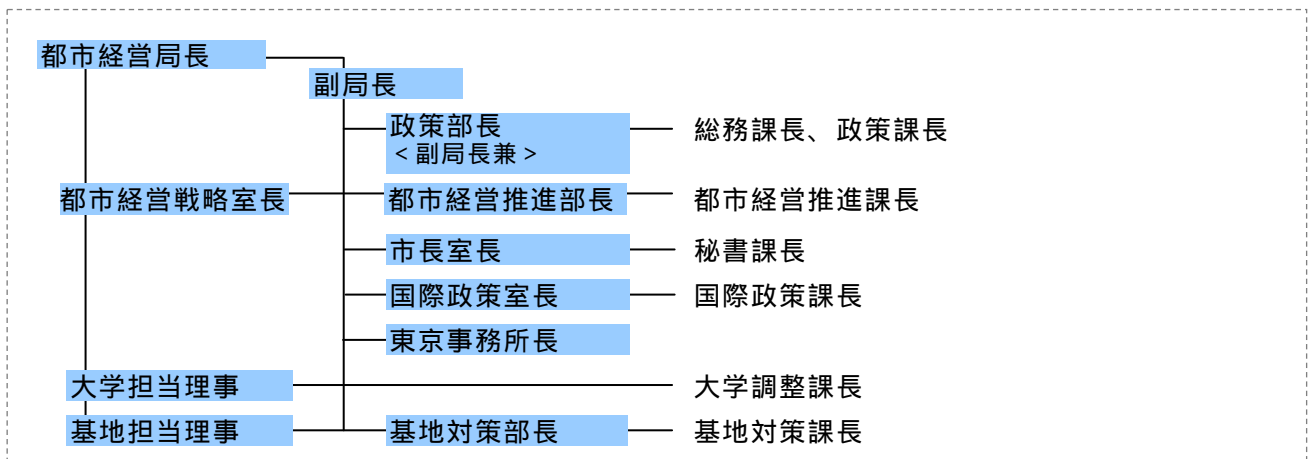 都市経営局長
副局長
政策部長 総務課長、政策課長
＜副局長兼＞
都市経営戦略室長 都市経営推進部長 都市経営推進課長
市長室長 秘書課長
国際政策室長 国際政策課長
東京事務所長
大学担当理事 大学調整課長
基地担当理事 基地対策部長 基地対策課長